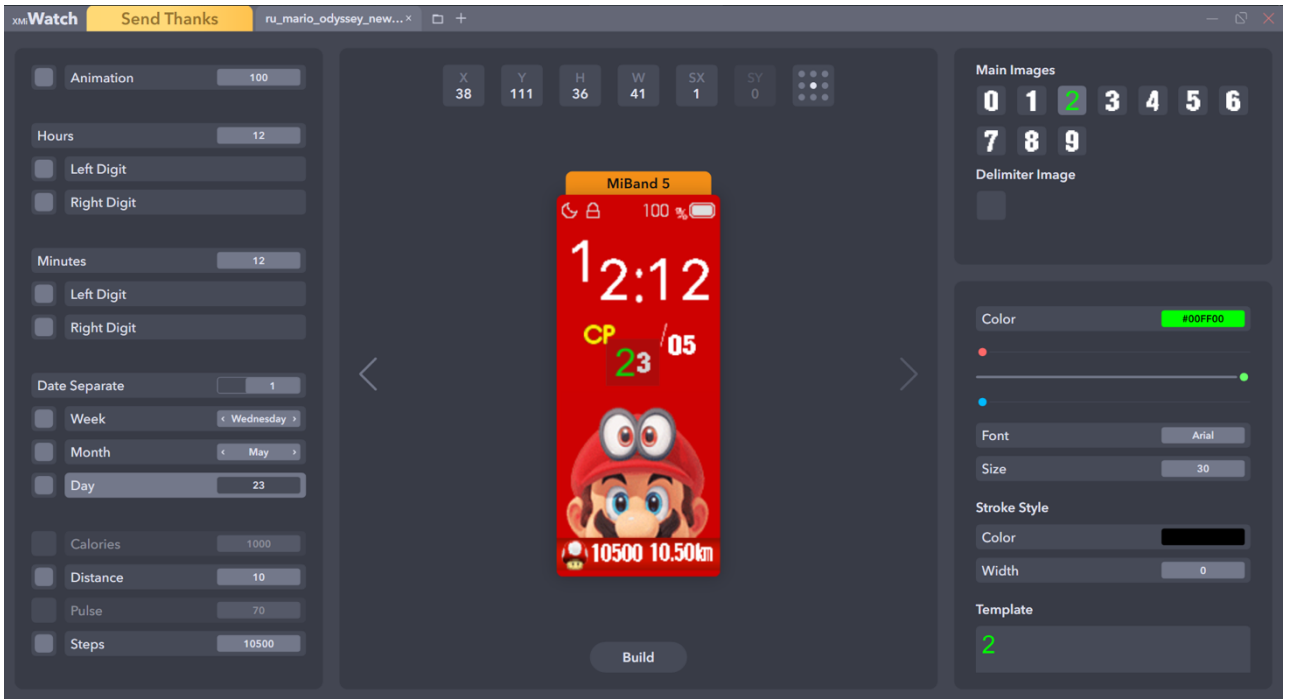 XMiWatch Send Thanks ru_mario_odyssey_new...× +
Animation 100
Hours 12
Left Digit
Right Digit
Minutes 12
Left Digit
Right Digit
Date Separate 1
Week ‹ Wednesday ›
Month ‹ May ›
Day 23
Calories 1000
Distance 10
Pulse 70
Steps 10500
X Y H W SX SY
38 111 36 41 1 0
MiBand 5
100 %
12:12
CP /05
23
10500 10.50km
Build
Main Images
0 1 2 3 4 5 6
7 8 9
Delimiter Image
Color #00FF00
Font Arial
Size 30
Stroke Style
Color
Width 0
Template
2